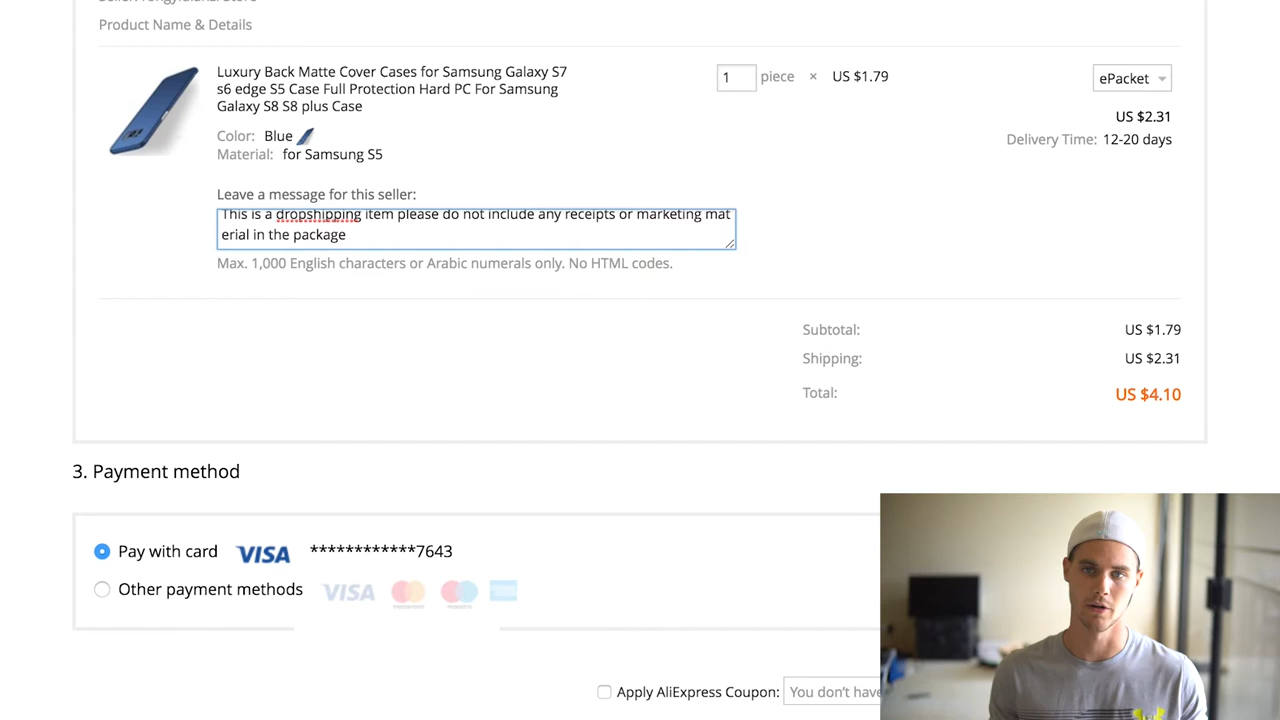 Product Name & Details
Luxury Back Matte Cover Cases for Samsung Galaxy S7
s6 edge S5 Case Full Protection Hard PC For Samsung
Galaxy S8 S8 plus Case
1 piece × US $1.79
ePacket
US $2.31
Delivery Time: 12-20 days
Color: Blue
Material: for Samsung S5
Leave a message for this seller:
This is a dropshipping item please do not include any receipts or marketing mat
erial in the package
Max. 1,000 English characters or Arabic numerals only. No HTML codes.
Subtotal: US $1.79
Shipping: US $2.31
Total: US $4.10
3. Payment method
Pay with card VISA ************7643
Other payment methods VISA
Apply AliExpress Coupon: You don't have